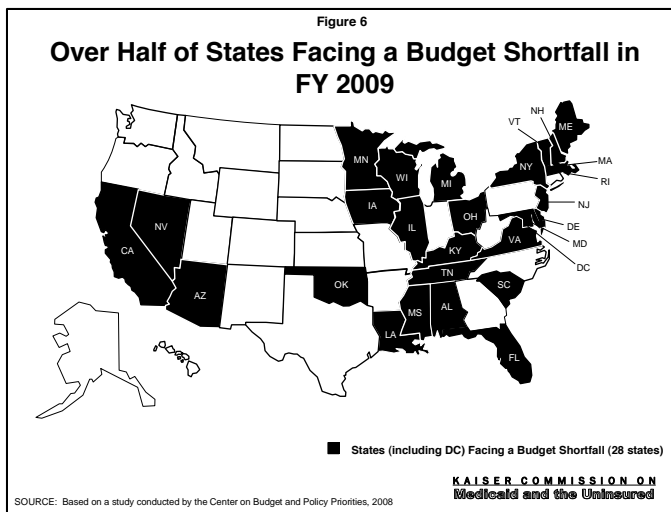 Figure 6
Over Half of States Facing a Budget Shortfall in
FY 2009
NH
VT
ME
MN
MA
WI
NY
MI
RI
IA
NJ
NV
IL
OH
DE
CA
KY
VA
MD
TN
DC
AZ
OK
SC
MS
AL
LA
FL
States (including DC) Facing a Budget Shortfall (28 states)
KAISER COMMISSION ON
Medicaid and the Uninsured
SOURCE: Based on a study conducted by the Center on Budget and Policy Priorities, 2008